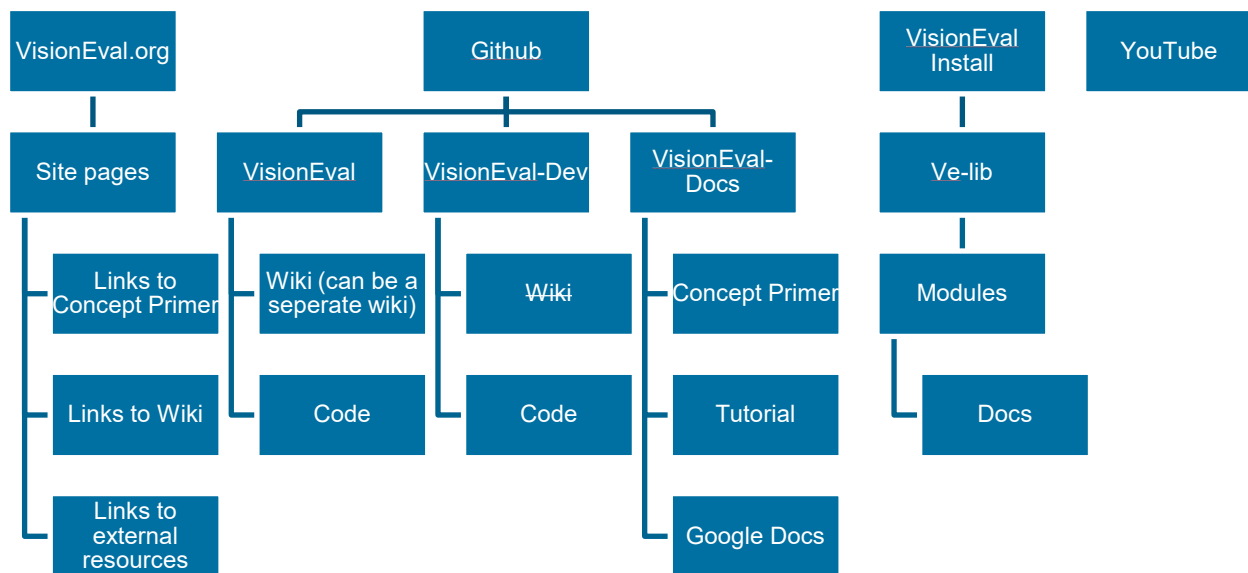 VisionEval.org
Github
VisionEval
Install
YouTube
Site pages
VisionEval
VisionEval-Dev
VisionEval-
Docs
Ve-lib
Links to
Concept Primer
Wiki (can be a
seperate wiki)
Wiki
Concept Primer
Modules
Links to Wiki
Code
Code
Tutorial
Docs
Links to
external
resources
Google Docs